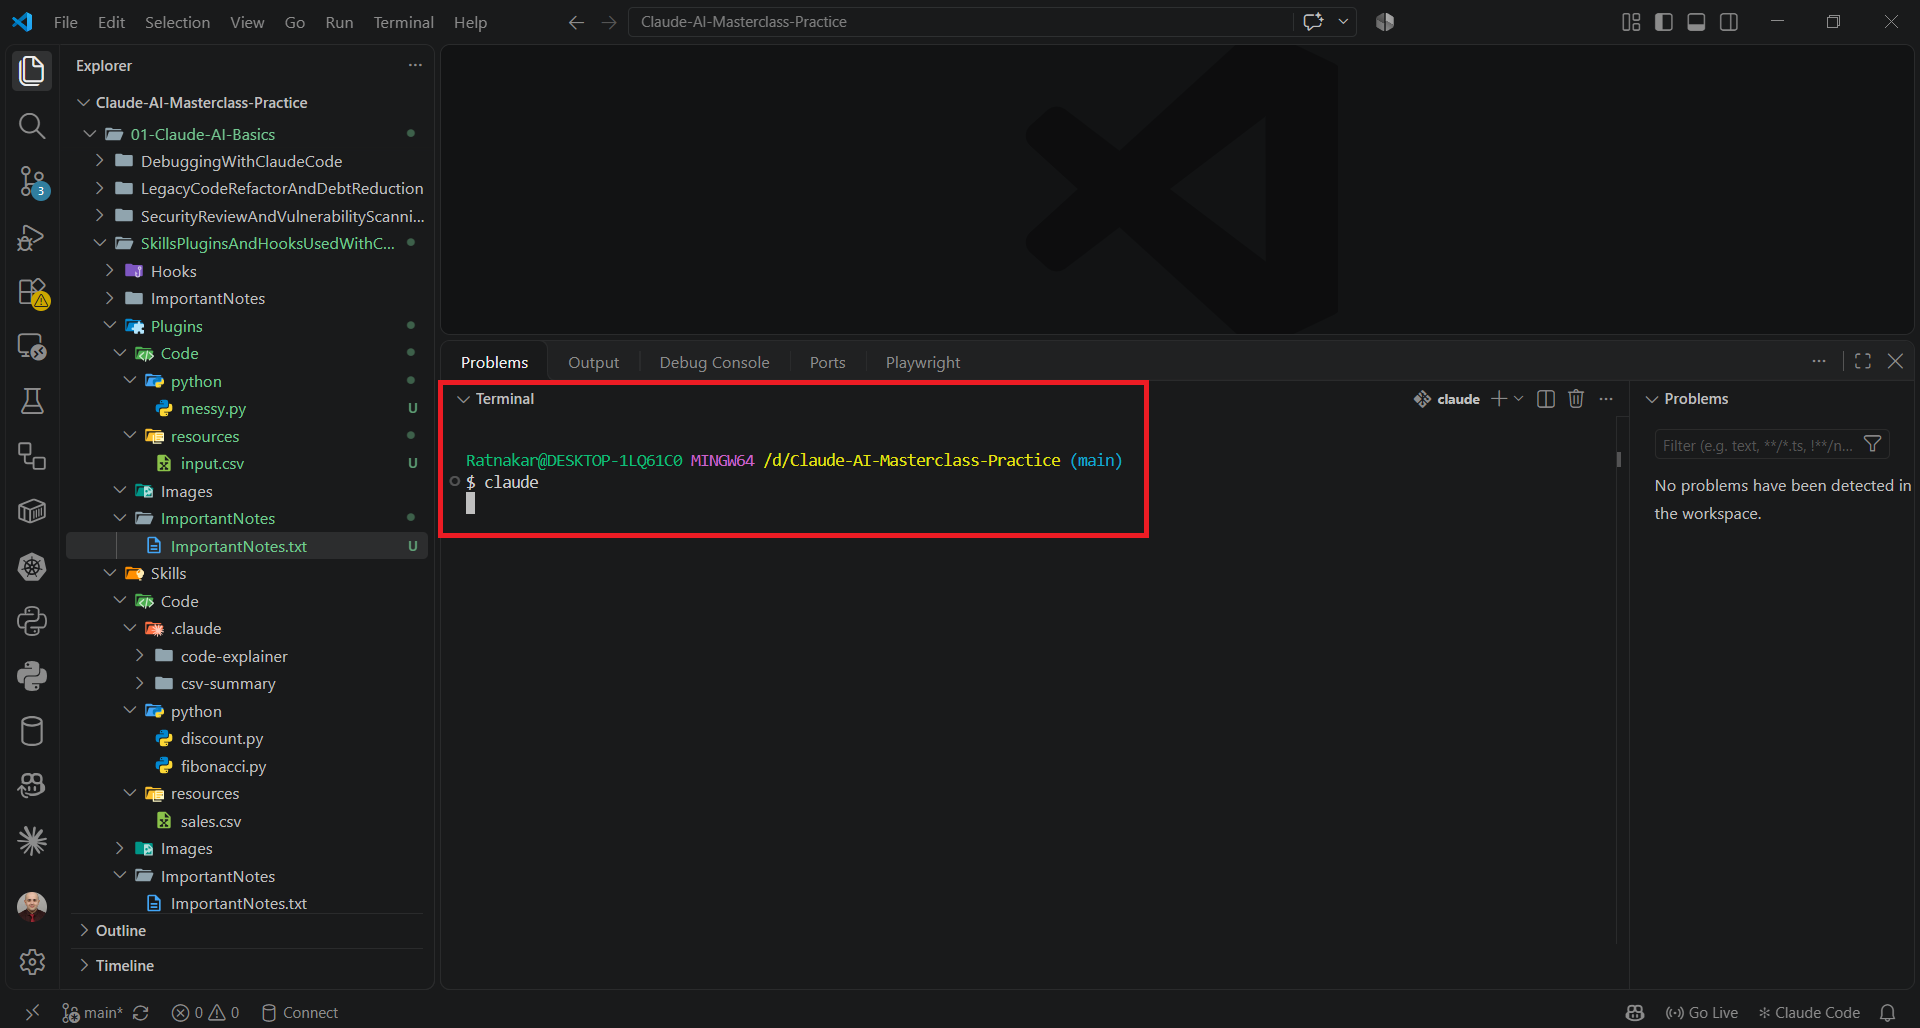 File Edit Selection View Go Run Terminal Help
Claude-AI-Masterclass-Practice
Explorer
Claude-AI-Masterclass-Practice
01-Claude-AI-Basics
DebuggingWithClaudeCode
LegacyCodeRefactorAndDebtReduction
SecurityReviewAndVulnerabilityScanni...
SkillsPluginsAndHooksUsedWithC...
Hooks
ImportantNotes
Plugins
Code
python
messy.py U
resources
input.csv U
Images
ImportantNotes
ImportantNotes.txt U
Skills
Code
.claude
code-explainer
csv-summary
python
discount.py
fibonacci.py
resources
sales.csv
Images
ImportantNotes
ImportantNotes.txt
Outline
Timeline
3
Problems Output Debug Console Ports Playwright
Terminal
claude
Ratnakar@DESKTOP-1LQ61C0 MINGW64 /d/Claude-AI-Masterclass-Practice (main)
$ claude
Problems
Filter (e.g. text, **/*.ts, !**/n...
No problems have been detected in
the workspace.
main* 0 0 Connect
Go Live Claude Code